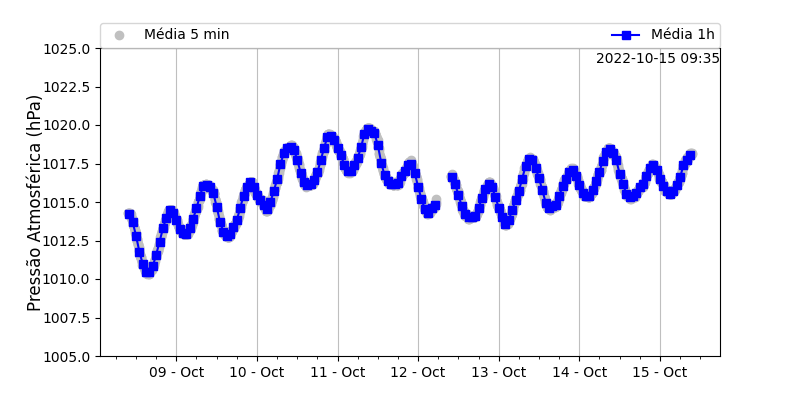 Média 5 min
Média 1h
2022-10-15 09:35
Pressão Atmosférica (hPa)
1025.0
1022.5
1020.0
1017.5
1015.0
1012.5
1010.0
1007.5
1005.0
09 - Oct
10 - Oct
11 - Oct
12 - Oct
13 - Oct
14 - Oct
15 - Oct